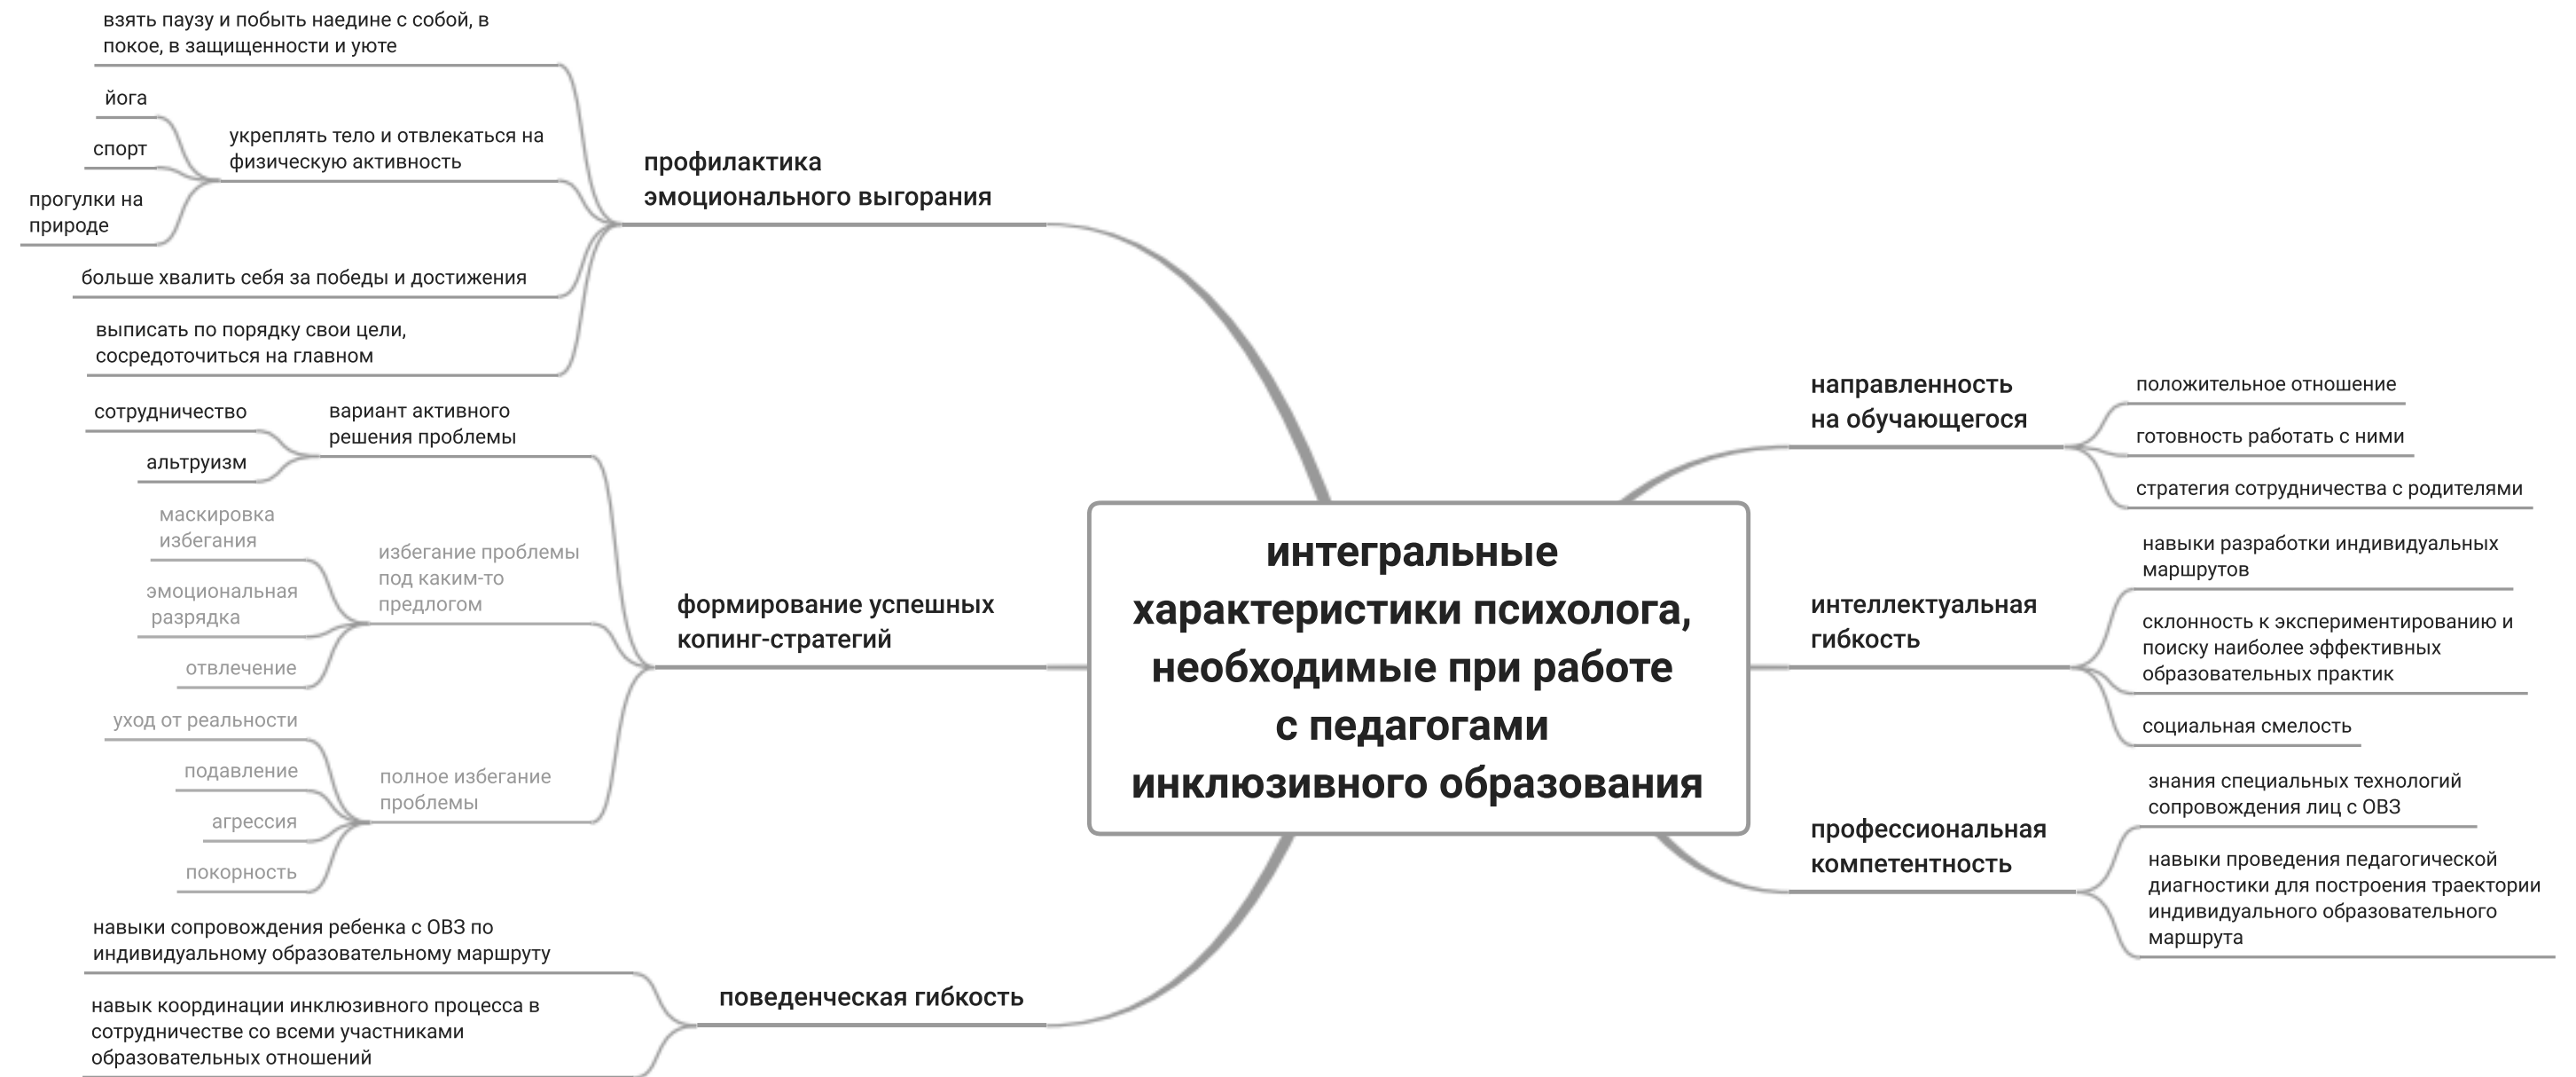 взять паузу и побыть наедине с собой, в
покое, в защищенности и уюте
йога
спорт
прогулки на
природе
укреплять тело и отвлекаться на
физическую активность
больше хвалить себя за победы и достижения
выписать по порядку свои цели,
сосредоточиться на главном
профилактика
эмоционального выгорания
сотрудничество
альтруизм
вариант активного
решения проблемы
маскировка
избегания
эмоциональная
разрядка
отвлечение
избегание проблемы
под каким-то
предлогом
уход от реальности
подавление
агрессия
покорность
полное избегание
проблемы
формирование успешных
копинг-стратегий
навыки сопровождения ребенка с ОВЗ по
индивидуальному образовательному маршруту
навык координации инклюзивного процесса в
сотрудничестве со всеми участниками
образовательных отношений
поведенческая гибкость
интегральные
характеристики психолога,
необходимые при работе
с педагогами
инклюзивного образования
направленность
на обучающегося
положительное отношение
готовность работать с ними
стратегия сотрудничества с родителями
интеллектуальная
гибкость
навыки разработки индивидуальных
маршрутов
склонность к экспериментированию и
поиску наиболее эффективных
образовательных практик
социальная смелость
профессиональная
компетентность
знания специальных технологий
сопровождения лиц с ОВЗ
навыки проведения педагогической
диагностики для построения траектории
индивидуального образовательного
маршрута